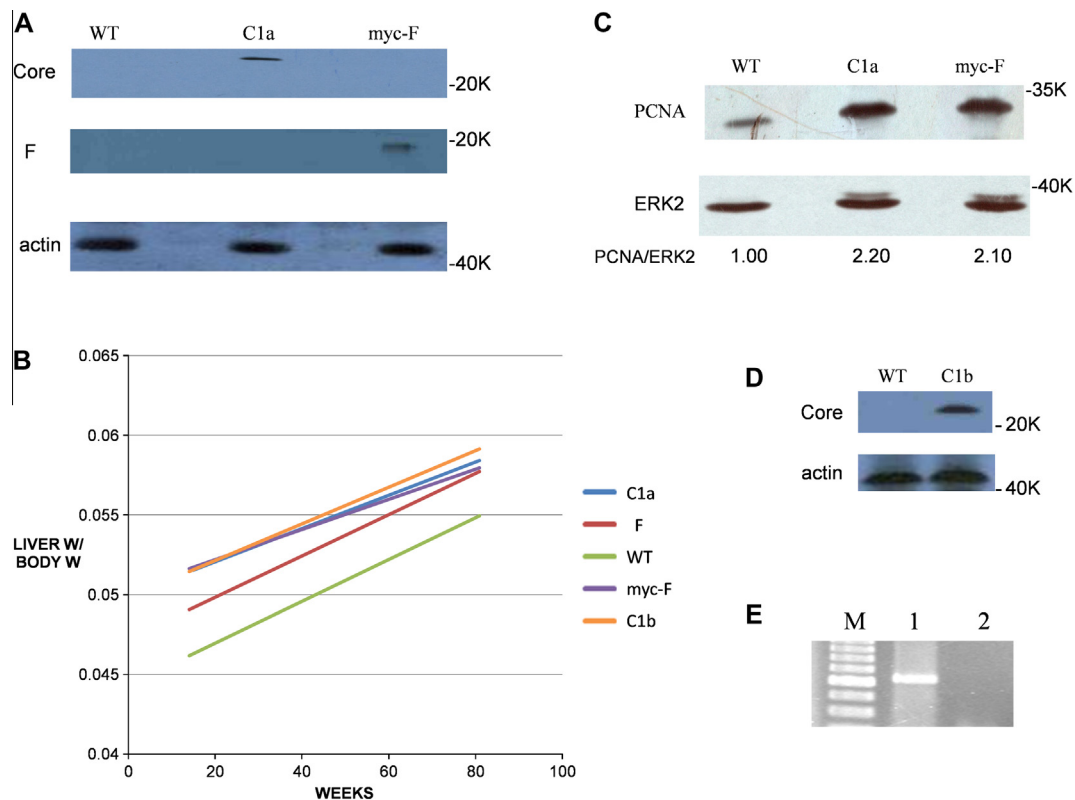 A
WT C1a myc-F
Core
-20K
-20K
F
actin
-40K
B
0.065
0.06
0.055
LIVER W/
BODY W
0.05
0.045
0.04
0 20 40 60 80 100
WEEKS
C1a
F
WT
myc-F
C1b
C
WT C1a myc-F
-35K
PCNA
-40K
ERK2
PCNA/ERK2 1.00 2.20 2.10
D
WT C1b
Core
-20K
actin
-40K
E
M 1 2